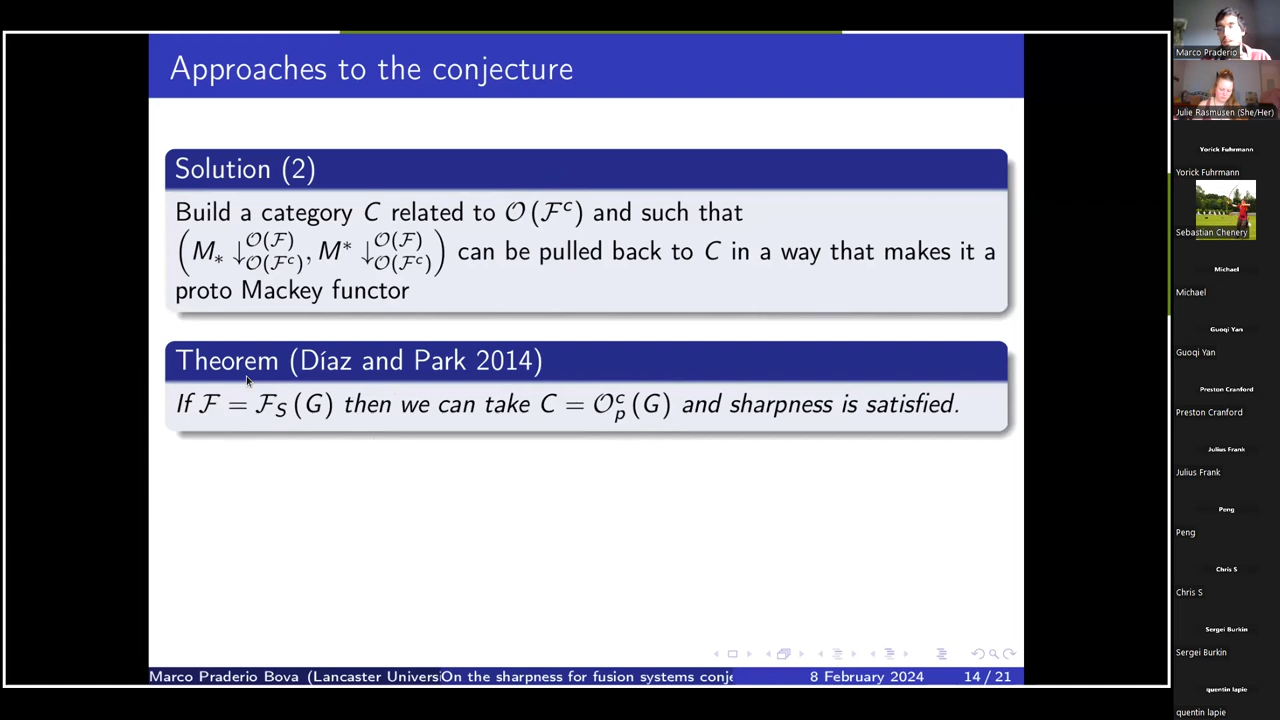 Approaches to the conjecture
Solution (2)
Build a category C related to 𝒪(ℱᶜ) and such that
(M_* ↓^{𝒪(ℱ)}_{𝒪(ℱᶜ)}, M^* ↓^{𝒪(ℱ)}_{𝒪(ℱᶜ)}) can be pulled back to C in a way that makes it a
proto Mackey functor
Theorem (Díaz and Park 2014)
If ℱ = ℱ_S (G) then we can take C = 𝒪_p^c (G) and sharpness is satisfied.
Marco Praderio Bova (Lancaster Univers On the sharpness for fusion systems conje 8 February 2024 14 / 21
Marco Praderio
Julie Rasmusen (She/Her)
Yorick Fuhrmann
Yorick Fuhrmann
Sebastian Chenery
Michael
Michael
Guoqi Yan
Guoqi Yan
Preston Cranford
Preston Cranford
Julius Frank
Julius Frank
Peng
Peng
Chris S
Chris S
Sergei Burkin
Sergei Burkin
quentin lapie
quentin lapie